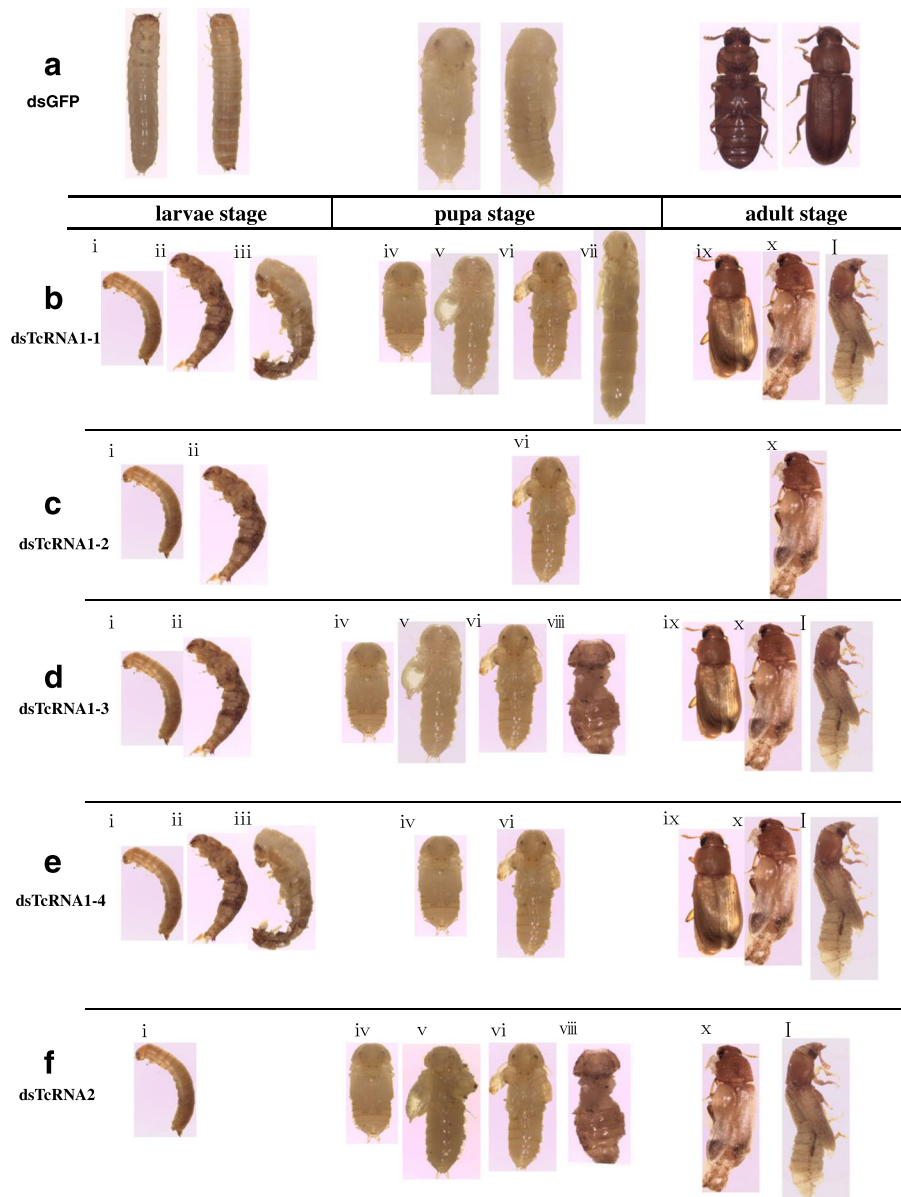 a
dsGFP
larvae stage pupa stage adult stage
i ii iii iv v vi vii ix x I
b
dsTcRNA1-1
i ii vi x
c
dsTcRNA1-2
i ii iv v vi viii ix x I
d
dsTcRNA1-3
i ii iii iv vi ix x I
e
dsTcRNA1-4
i iv v vi viii x I
f
dsTcRNA2